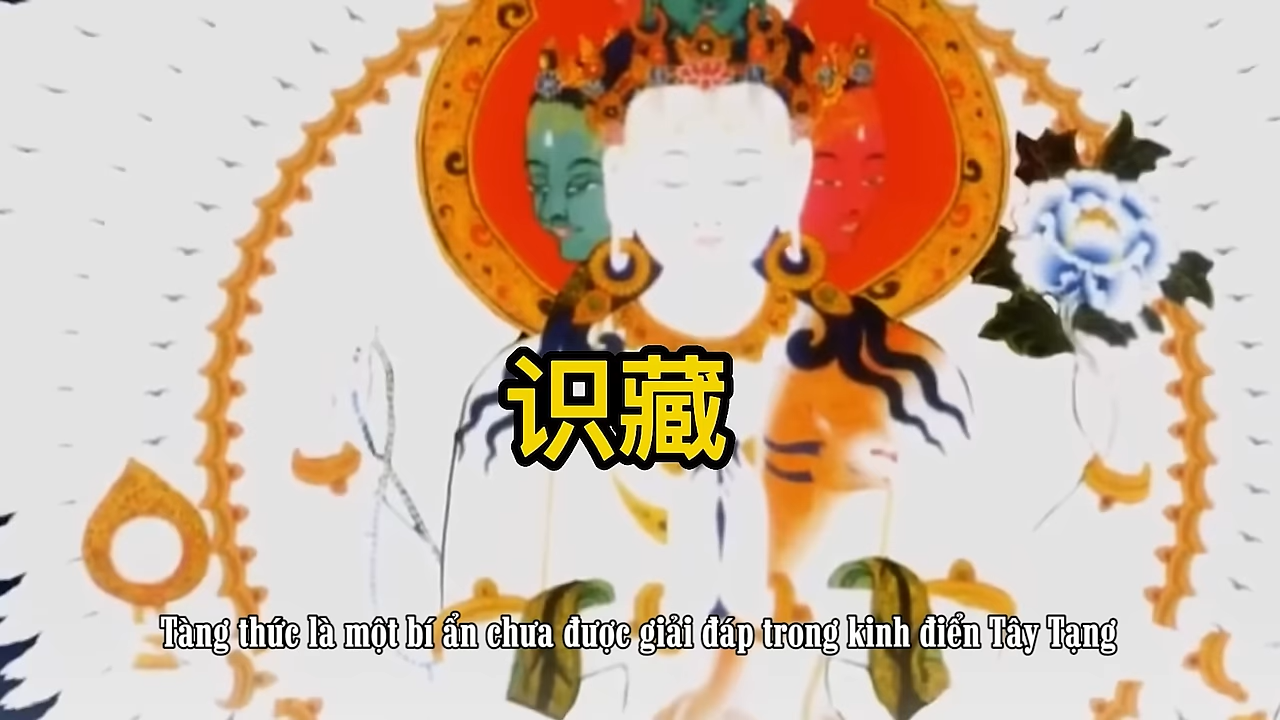 识藏
Tàng thức là một bí ẩn chưa được giải đáp trong kinh điển Tây Tạng